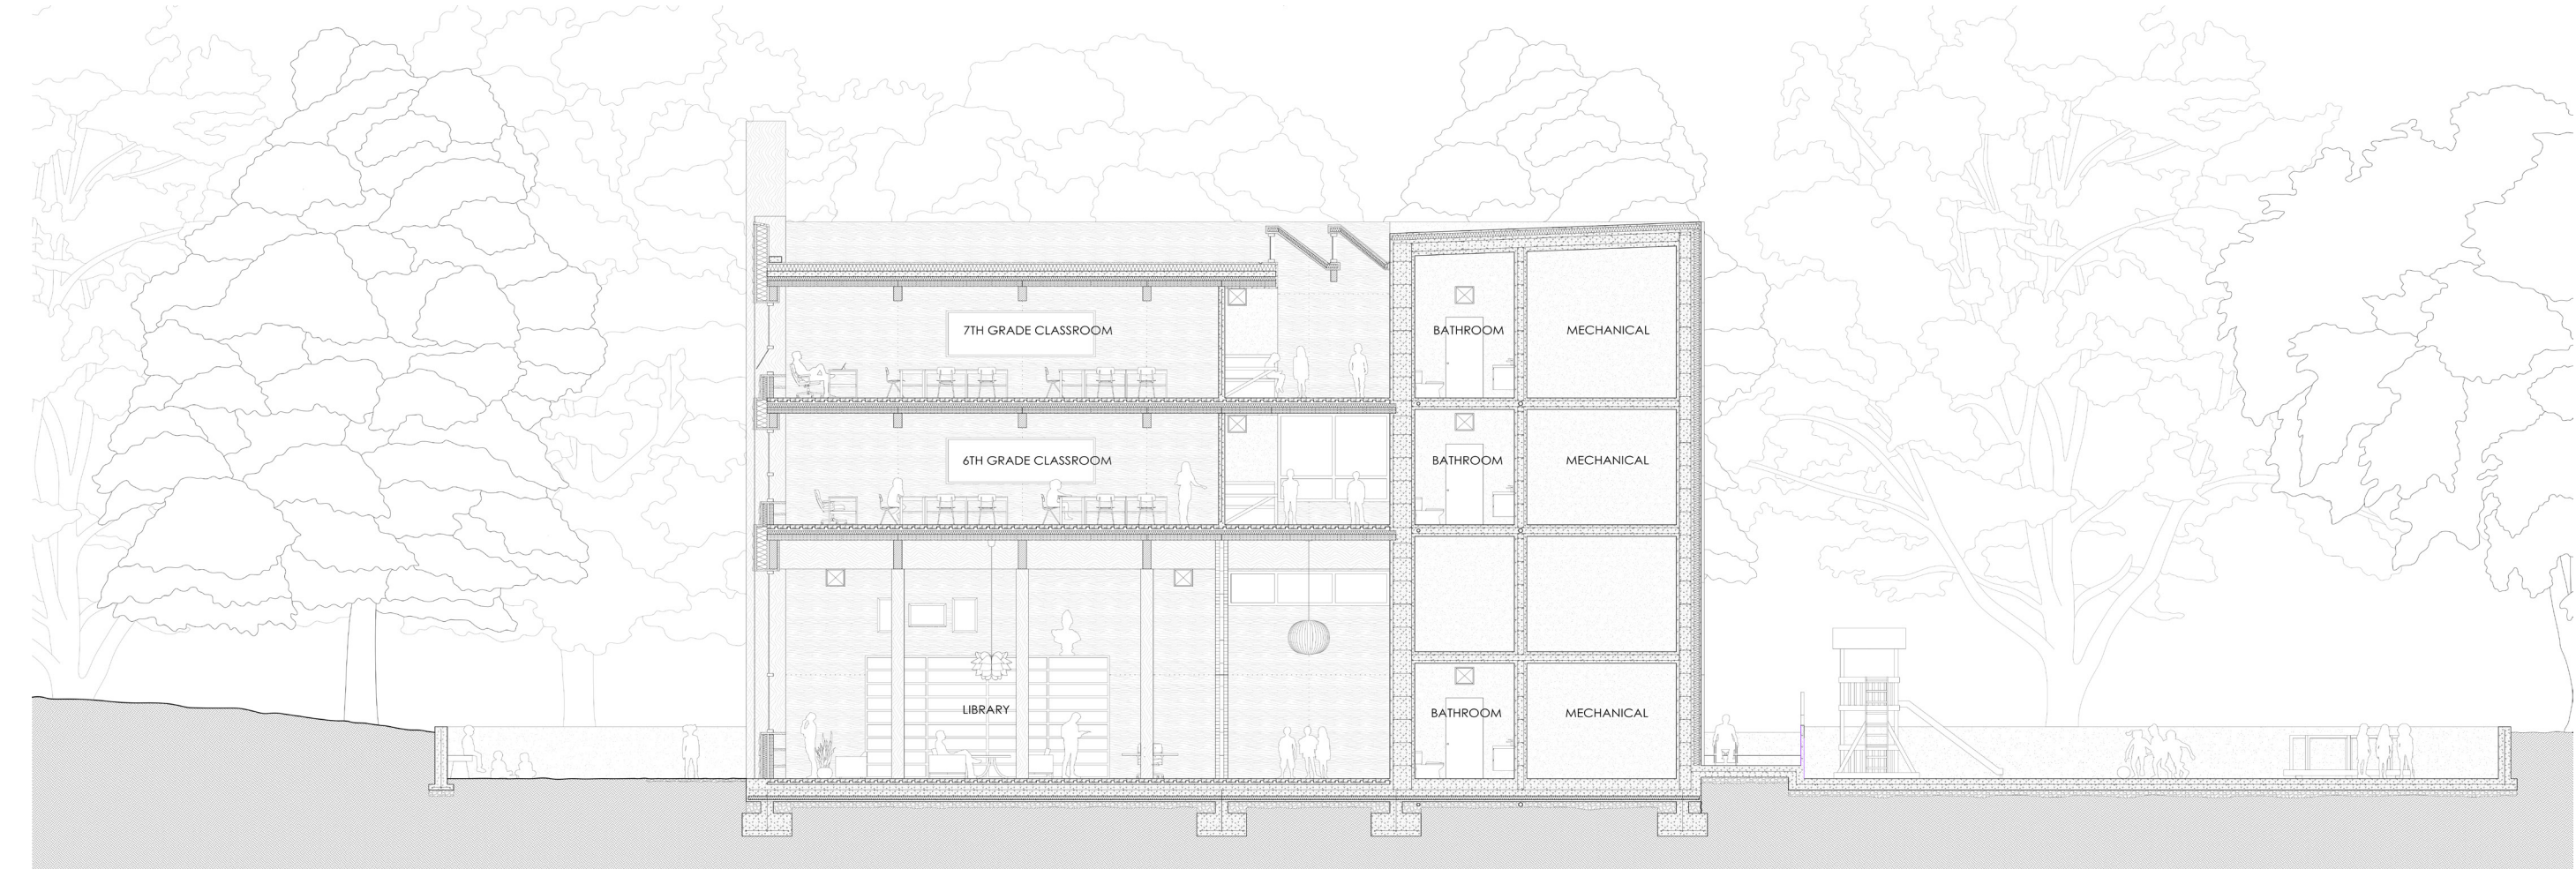 7TH GRADE CLASSROOM
BATHROOM
MECHANICAL
6TH GRADE CLASSROOM
BATHROOM
MECHANICAL
LIBRARY
BATHROOM
MECHANICAL